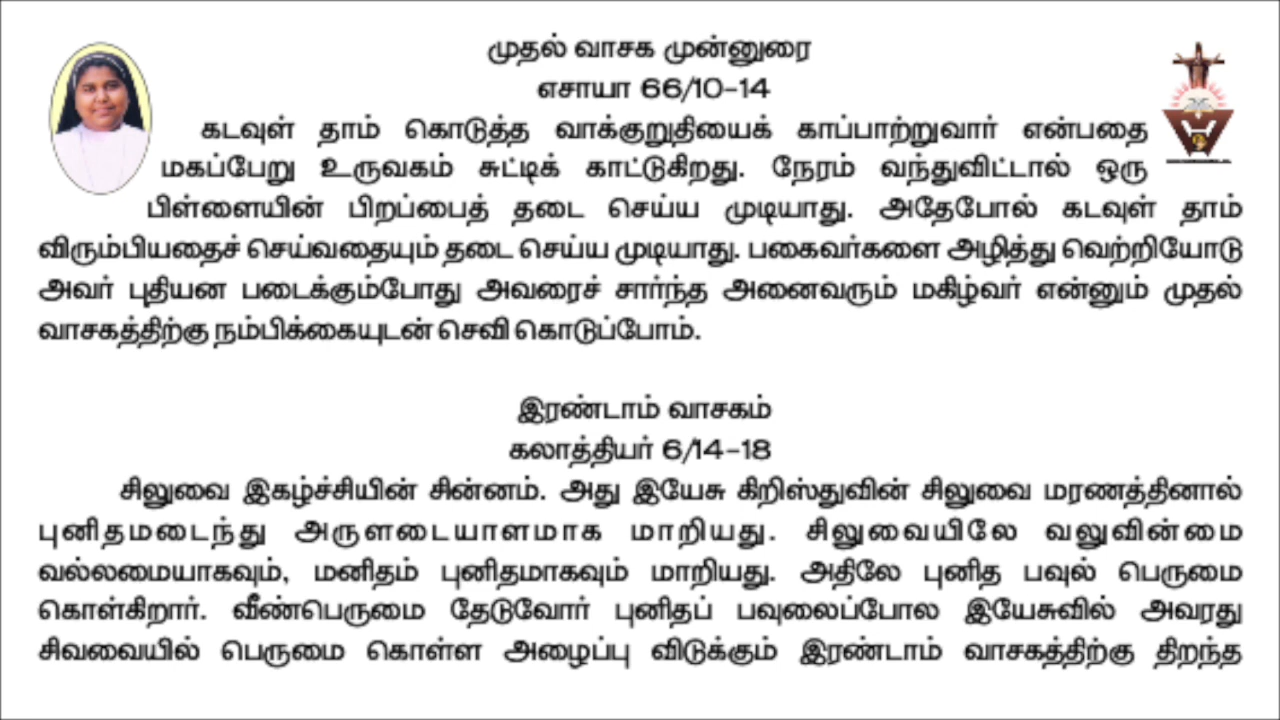 முதல் வாசக முன்னுரை
எசாயா 66/10-14
கடவுள் தாம் கொடுத்த வாக்குறுதியைக் காப்பாற்றுவார் என்பதை
மகப்பேறு உருவகம் சுட்டிக் காட்டுகிறது. நேரம் வந்துவிட்டால் ஒரு
பிள்ளையின் பிறப்பைத் தடை செய்ய முடியாது. அதேபோல் கடவுள் தாம்
விரும்பியதைச் செய்வதையும் தடை செய்ய முடியாது. பகைவர்களை அழித்து வெற்றியோடு
அவர் புதியன படைக்கும்போது அவரைச் சார்ந்த அனைவரும் மகிழ்வர் என்னும் முதல்
வாசகத்திற்கு நம்பிக்கையுடன் செவி கொடுப்போம்.
இரண்டாம் வாசகம்
கலாத்தியர் 6/14-18
சிலுவை இகழ்ச்சியின் சின்னம். அது இயேசு கிறிஸ்துவின் சிலுவை மரணத்தினால்
புனிதமடைந்து அருளடையாளமாக மாறியது. சிலுவையிலே வலுவின்மை
வல்லமையாகவும், மனிதம் புனிதமாகவும் மாறியது. அதிலே புனித பவுல் பெருமை
கொள்கிறார். வீண்பெருமை தேடுவோர் புனிதப் பவுலைப்போல இயேசுவில் அவரது
சிவவையில் பெருமை கொள்ள அழைப்பு விடுக்கும் இரண்டாம் வாசகத்திற்கு திறந்த